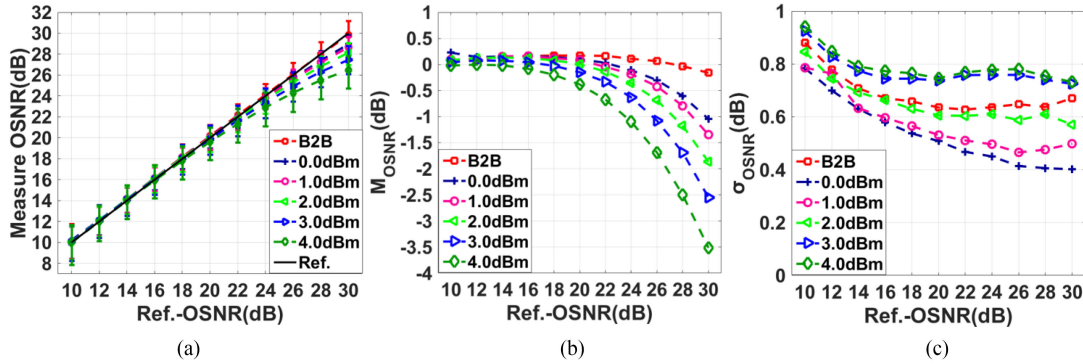 Measure OSNR(dB)
32
30
28
26
24
22
20
18
16
14
12
10
8
B2B
0.0dBm
1.0dBm
2.0dBm
3.0dBm
4.0dBm
Ref.
10 12 14 16 18 20 22 24 26 28 30
Ref.-OSNR(dB)
(a)
M_OSNR(dB)
1
0.5
0
-0.5
-1
-1.5
-2
-2.5
-3
-3.5
-4
B2B
0.0dBm
1.0dBm
2.0dBm
3.0dBm
4.0dBm
10 12 14 16 18 20 22 24 26 28 30
Ref.-OSNR(dB)
(b)
σ_OSNR(dB)
1
0.8
0.6
0.4
0.2
0
B2B
0.0dBm
1.0dBm
2.0dBm
3.0dBm
4.0dBm
10 12 14 16 18 20 22 24 26 28 30
Ref.-OSNR(dB)
(c)